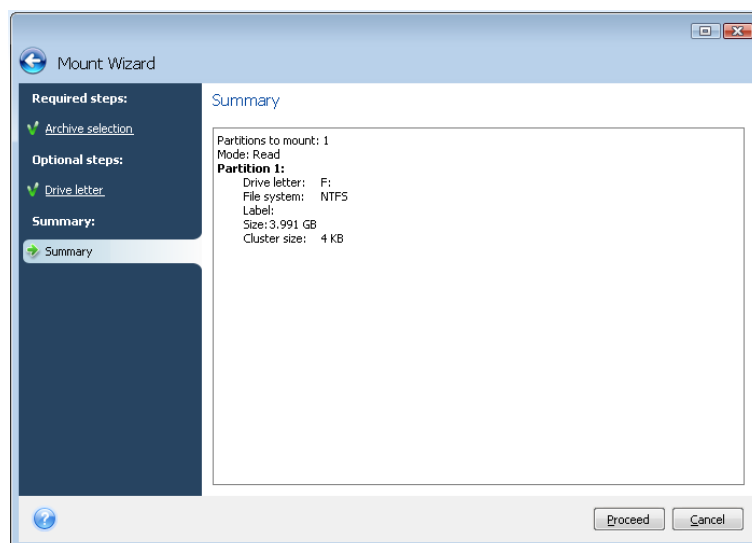 Mount Wizard
Required steps:
Archive selection
Optional steps:
Drive letter
Summary:
Summary
Summary
Partitions to mount: 1
Mode: Read
Partition 1:
Drive letter: F:
File system: NTFS
Label:
Size: 3.991 GB
Cluster size: 4 KB
?
Proceed
Cancel